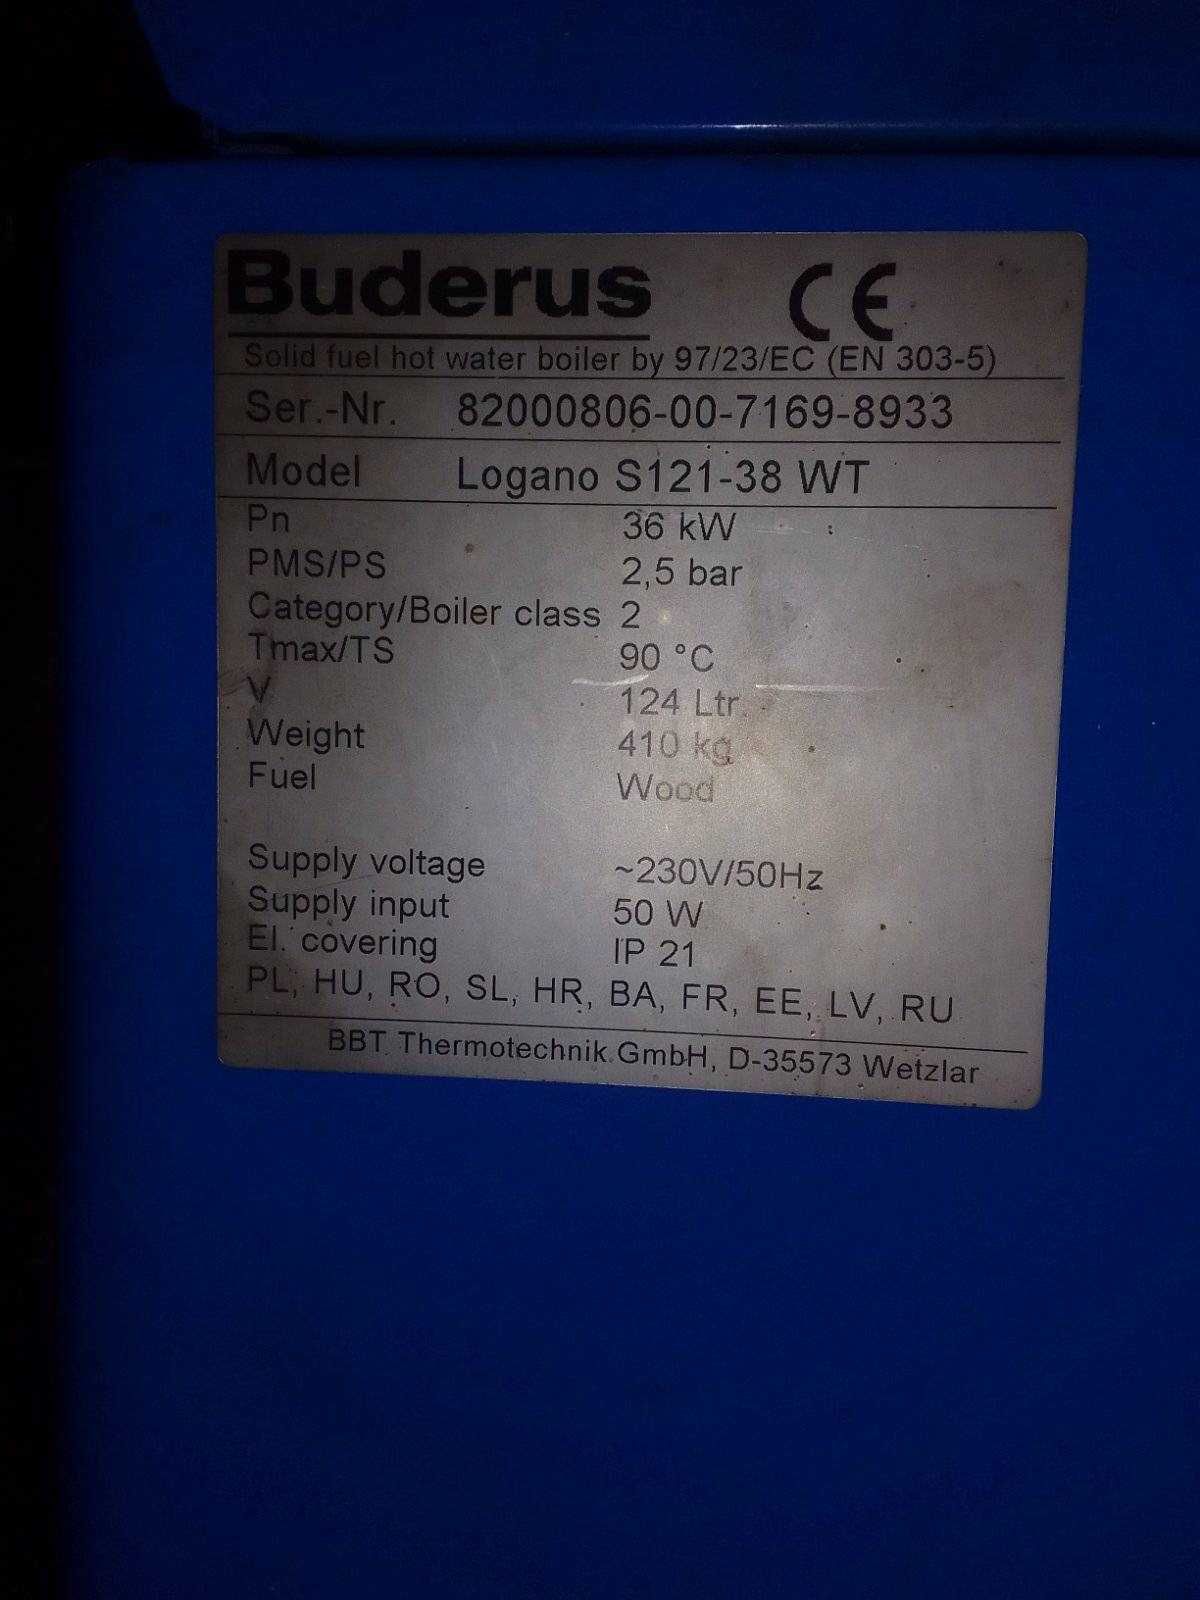 Buderus CE
Solid fuel hot water boiler by 97/23/EC (EN 303-5)
Ser.-Nr. 82000806-00-7169-8933
Model Logano S121-38 WT
Pn 36 kW
PMS/PS 2,5 bar
Category/Boiler class 2
Tmax/TS 90 °C
V 124 Ltr.
Weight 410 kg
Fuel Wood
Supply voltage ~230V/50Hz
Supply input 50 W
El. covering IP 21
PL, HU, RO, SL, HR, BA, FR, EE, LV, RU
BBT Thermotechnik GmbH, D-35573 Wetzlar